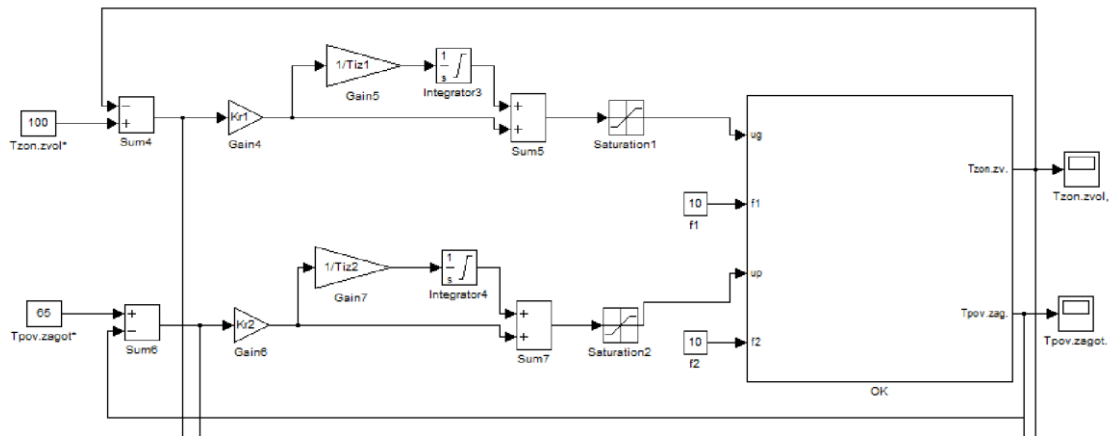 1/Tiz1
1
s
Integrator3
Gain5
100
Tzon.zvol*
−
+
Sum4
Kr1
Gain4
+
+
Sum5
Saturation1
ug
Tzon.zv.
Tzon.zvol,
10
f1
f1
1/Tiz2
Gain7
1
s
Integrator4
up
65
Tpov.zagot*
+
−
Sum6
Kr2
Gain6
+
+
Sum7
Saturation2
Tpov.zag.
Tpov.zagot.
10
f2
f2
OK